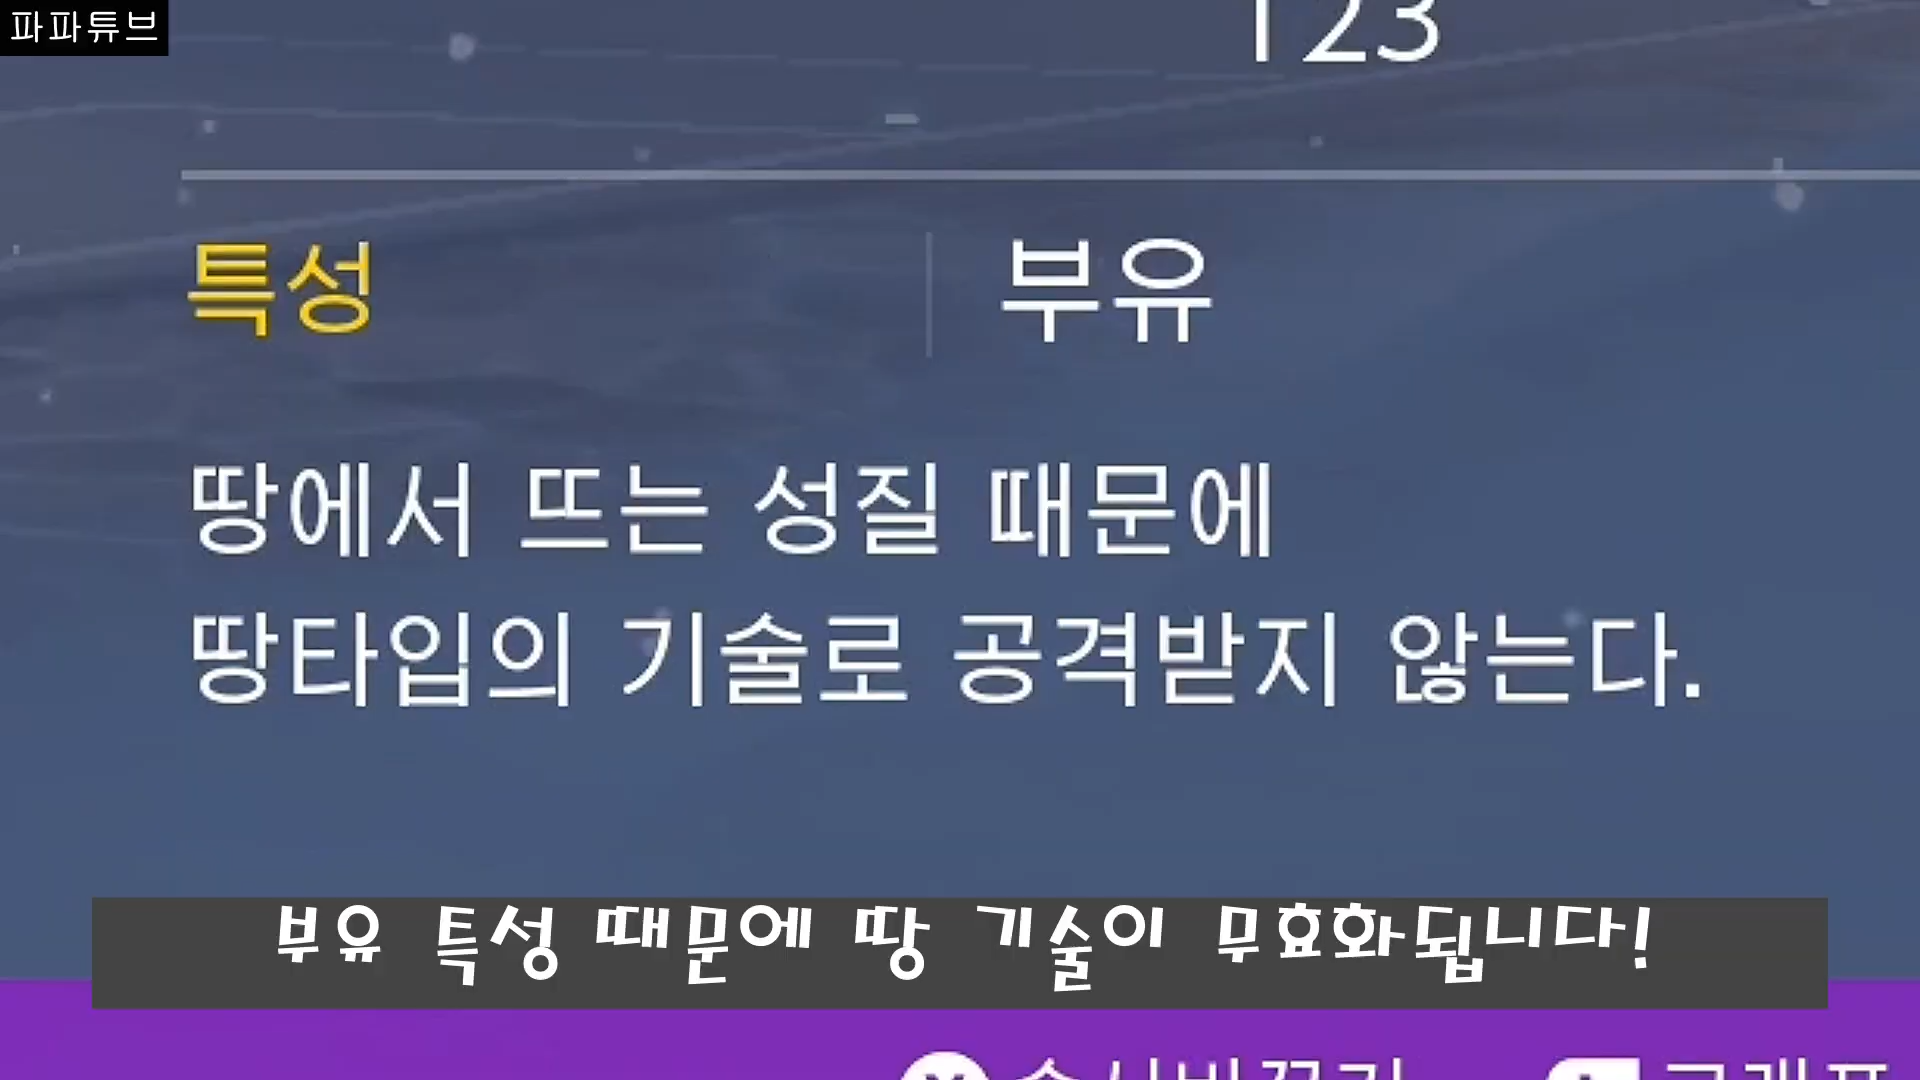 파파튜브
123
특성
부유
땅에서 뜨는 성질 때문에
땅타입의 기술로 공격받지 않는다.
부유 특성 때문에 땅 기술이 무효화됩니다!